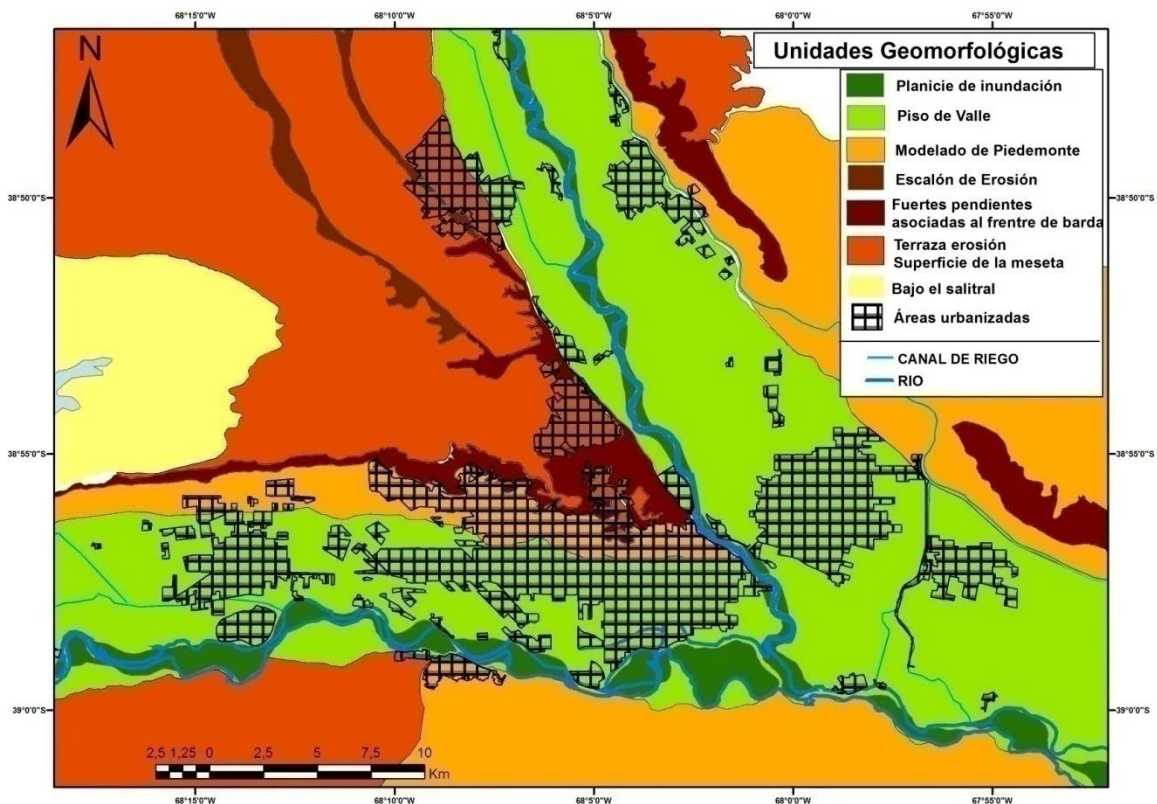 68°15'0"W 68°10'0"W 68°5'0"W 68°0'0"W 67°55'0"W
N
Unidades Geomorfológicas
Planicie de inundación
Piso de Valle
Modelado de Piedemonte
Escalón de Erosión
Fuertes pendientes
asociadas al frentre de barda
Terraza erosión
Superficie de la meseta
Bajo el salitral
Áreas urbanizadas
CANAL DE RIEGO
RIO
38°50'0"S 38°50'0"S
38°55'0"S 38°55'0"S
39°0'0"S 39°0'0"S
2,5 1,25 0 2,5 5 7,5 10
Km
68°15'0"W 68°10'0"W 68°5'0"W 68°0'0"W 67°55'0"W